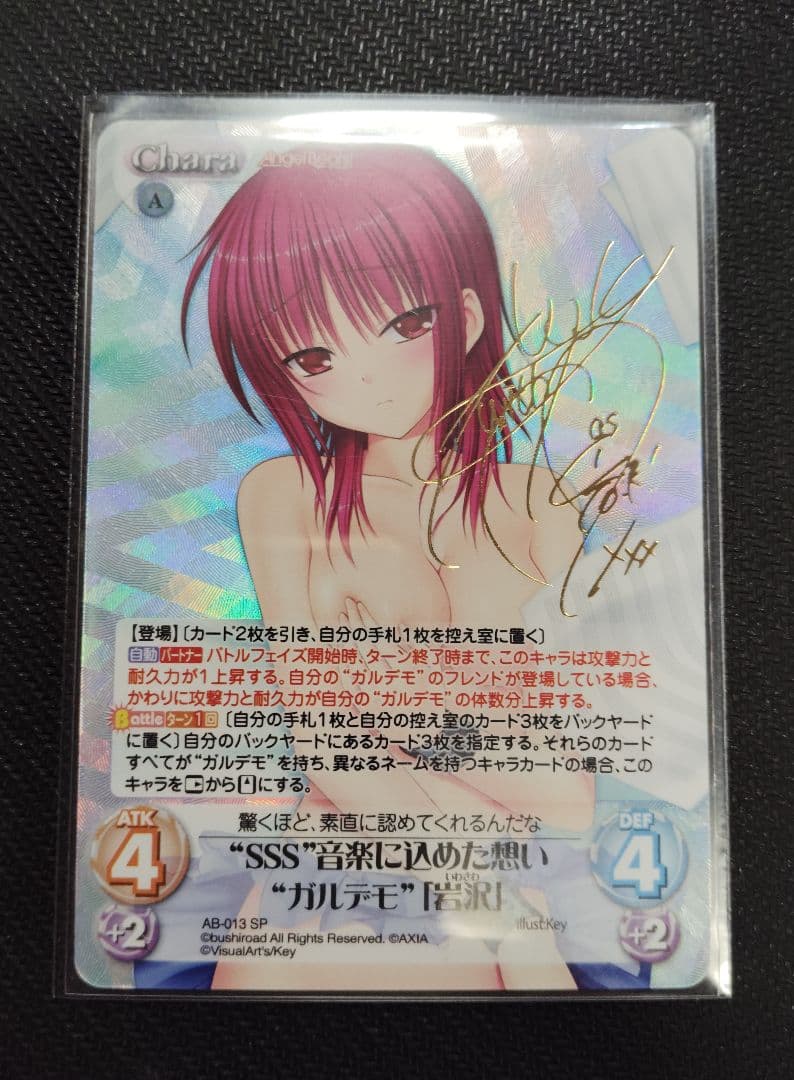 Chara Angel Beats!
A
as
xxx
【登場】〔カード2枚を引き、自分の手札1枚を控え室に置く〕
自動 パートナー バトルフェイズ開始時、ターン終了時まで、このキャラは攻撃力と
耐久力が1上昇する。自分の“ガルデモ”のフレンドが登場している場合、
かわりに攻撃力と耐久力が自分の“ガルデモ”の体数分上昇する。
Battle ターン1回 〔自分の手札1枚と自分の控え室のカード3枚をバックヤード
に置く〕自分のバックヤードにあるカード3枚を指定する。それらのカード
すべてが“ガルデモ”を持ち、異なるネームを持つキャラカードの場合、この
キャラを から にする。
驚くほど、素直に認めてくれるんだな
ATK 4 +2
“SSS”音楽に込めた想い
いわさわ
“ガルデモ”「岩沢」
DEF 4 +2
AB-013 SP
illust:Key
©bushiroad All Rights Reserved. ©AXIA
©VisualArt's/Key